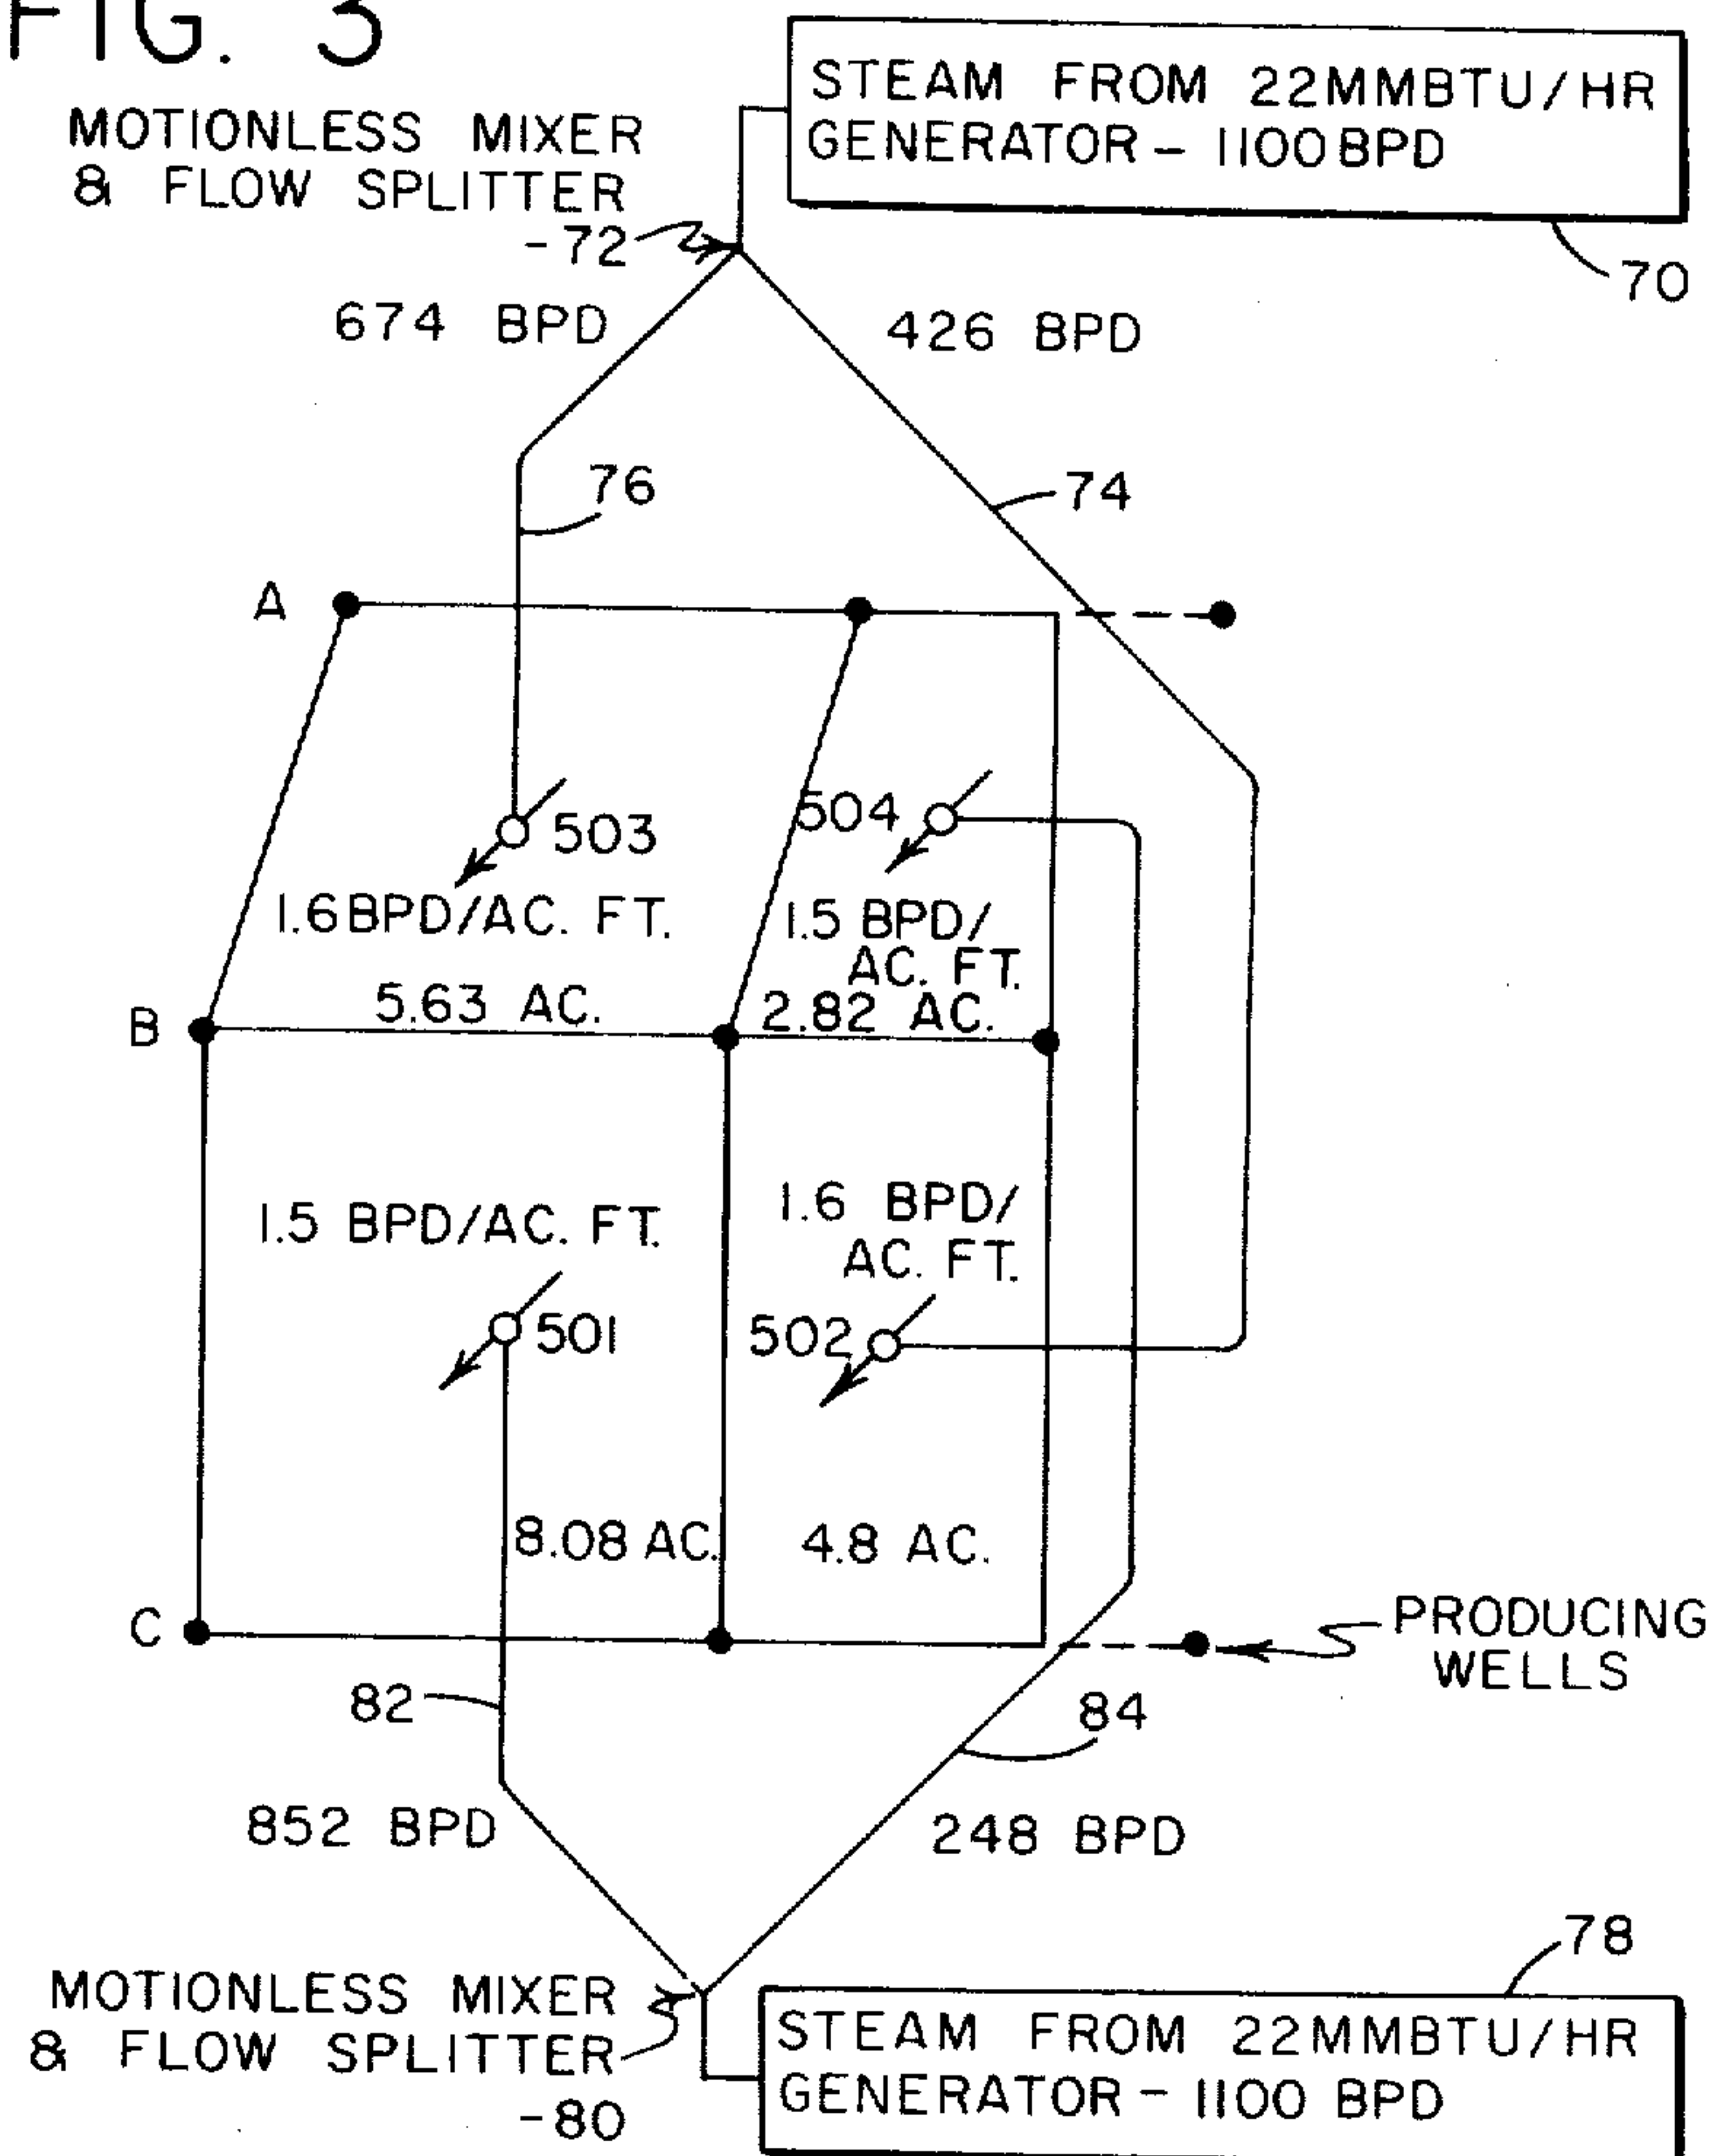 FIG. 3
STEAM FROM 22MMBTU/HR
GENERATOR - 1100 BPD
70
MOTIONLESS MIXER
& FLOW SPLITTER
-72
674 BPD
426 BPD
76
74
A
503
504
1.6 BPD/AC. FT.
1.5 BPD/
AC. FT.
5.63 AC.
2.82 AC.
B
1.5 BPD/AC. FT.
1.6 BPD/
AC. FT.
501
502
8.08 AC.
4.8 AC.
C
PRODUCING
WELLS
82
84
852 BPD
248 BPD
78
MOTIONLESS MIXER
& FLOW SPLITTER
-80
STEAM FROM 22MMBTU/HR
GENERATOR - 1100 BPD